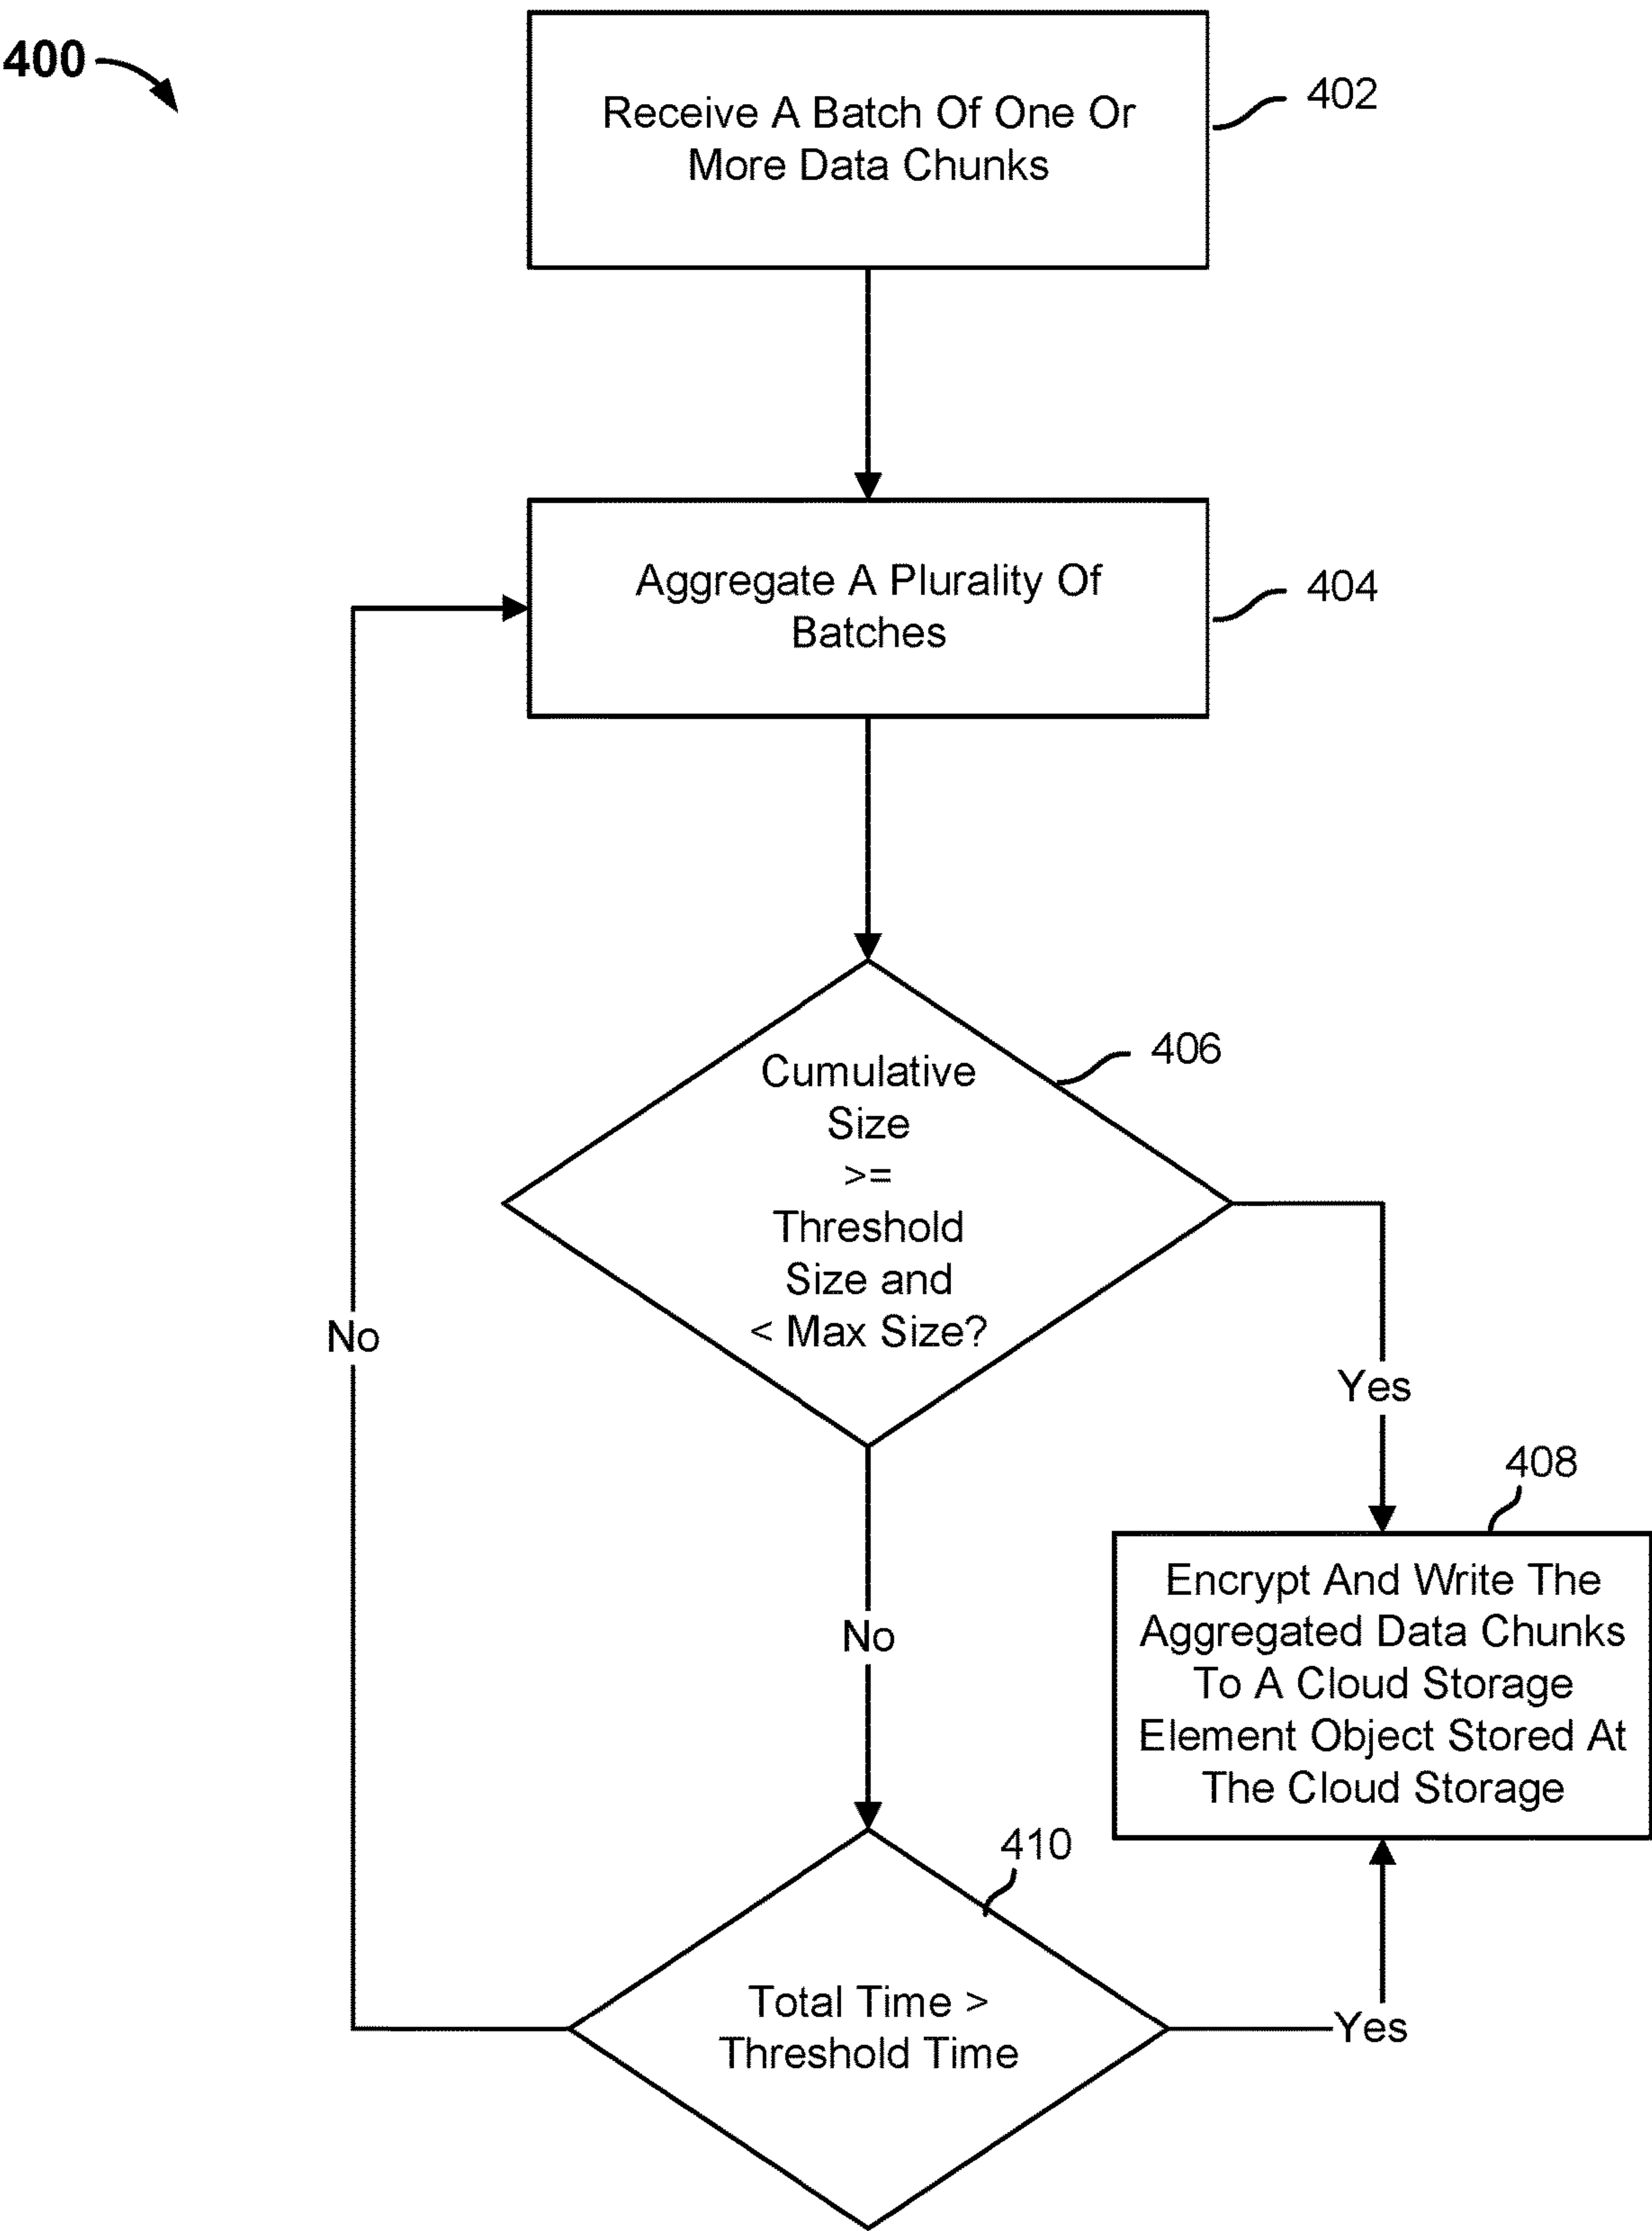 400
Receive A Batch Of One Or
More Data Chunks
402
Aggregate A Plurality Of
Batches
404
Cumulative
Size
>=
Threshold
Size and
< Max Size?
406
No
Yes
408
Encrypt And Write The
Aggregated Data Chunks
To A Cloud Storage
Element Object Stored At
The Cloud Storage
No
410
Total Time >
Threshold Time
Yes